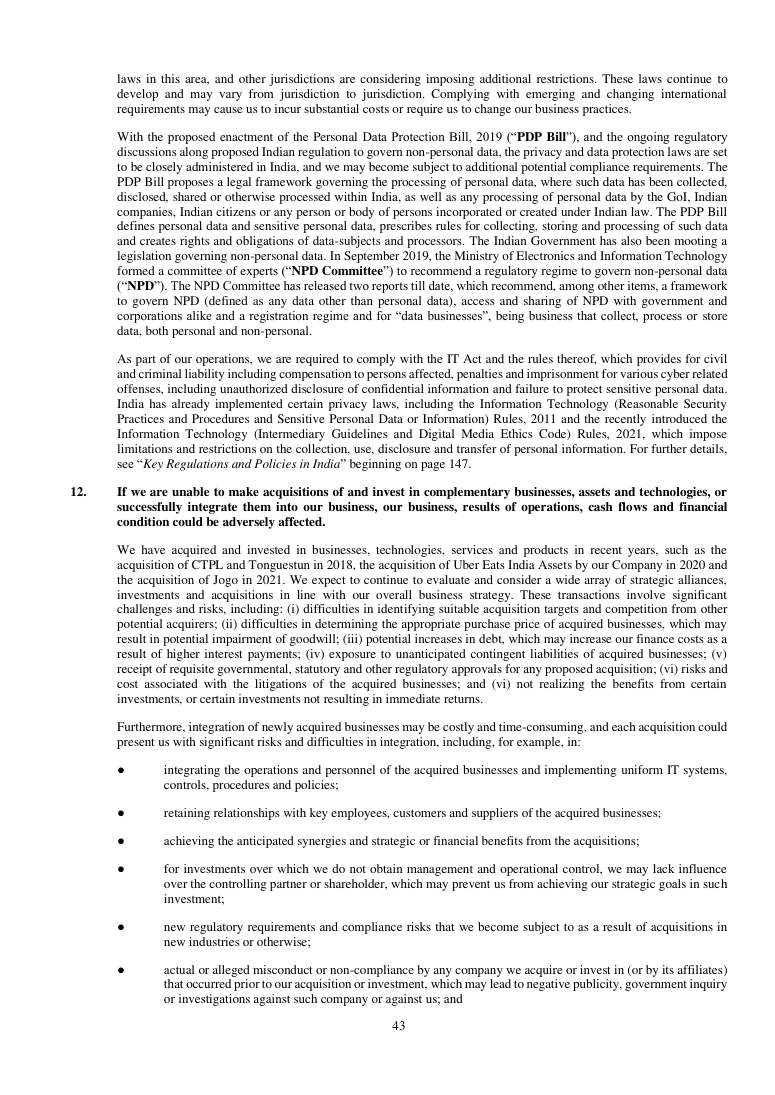 laws in this area, and other jurisdictions are considering imposing additional restrictions. These laws continue to
develop and may vary from jurisdiction to jurisdiction. Complying with emerging and changing international
requirements may cause us to incur substantial costs or require us to change our business practices.
With the proposed enactment of the Personal Data Protection Bill, 2019 (“PDP Bill”), and the ongoing regulatory
discussions along proposed Indian regulation to govern non-personal data, the privacy and data protection laws are set
to be closely administered in India, and we may become subject to additional potential compliance requirements. The
PDP Bill proposes a legal framework governing the processing of personal data, where such data has been collected,
disclosed, shared or otherwise processed within India, as well as any processing of personal data by the GoI, Indian
companies, Indian citizens or any person or body of persons incorporated or created under Indian law. The PDP Bill
defines personal data and sensitive personal data, prescribes rules for collecting, storing and processing of such data
and creates rights and obligations of data-subjects and processors. The Indian Government has also been mooting a
legislation governing non-personal data. In September 2019, the Ministry of Electronics and Information Technology
formed a committee of experts (“NPD Committee”) to recommend a regulatory regime to govern non-personal data
(“NPD”). The NPD Committee has released two reports till date, which recommend, among other items, a framework
to govern NPD (defined as any data other than personal data), access and sharing of NPD with government and
corporations alike and a registration regime and for “data businesses”, being business that collect, process or store
data, both personal and non-personal.
As part of our operations, we are required to comply with the IT Act and the rules thereof, which provides for civil
and criminal liability including compensation to persons affected, penalties and imprisonment for various cyber related
offenses, including unauthorized disclosure of confidential information and failure to protect sensitive personal data.
India has already implemented certain privacy laws, including the Information Technology (Reasonable Security
Practices and Procedures and Sensitive Personal Data or Information) Rules, 2011 and the recently introduced the
Information Technology (Intermediary Guidelines and Digital Media Ethics Code) Rules, 2021, which impose
limitations and restrictions on the collection, use, disclosure and transfer of personal information. For further details,
see “Key Regulations and Policies in India” beginning on page 147.
12. If we are unable to make acquisitions of and invest in complementary businesses, assets and technologies, or
successfully integrate them into our business, our business, results of operations, cash flows and financial
condition could be adversely affected.
We have acquired and invested in businesses, technologies, services and products in recent years, such as the
acquisition of CTPL and Tonguestun in 2018, the acquisition of Uber Eats India Assets by our Company in 2020 and
the acquisition of Jogo in 2021. We expect to continue to evaluate and consider a wide array of strategic alliances,
investments and acquisitions in line with our overall business strategy. These transactions involve significant
challenges and risks, including: (i) difficulties in identifying suitable acquisition targets and competition from other
potential acquirers; (ii) difficulties in determining the appropriate purchase price of acquired businesses, which may
result in potential impairment of goodwill; (iii) potential increases in debt, which may increase our finance costs as a
result of higher interest payments; (iv) exposure to unanticipated contingent liabilities of acquired businesses; (v)
receipt of requisite governmental, statutory and other regulatory approvals for any proposed acquisition; (vi) risks and
cost associated with the litigations of the acquired businesses; and (vi) not realizing the benefits from certain
investments, or certain investments not resulting in immediate returns.
Furthermore, integration of newly acquired businesses may be costly and time-consuming, and each acquisition could
present us with significant risks and difficulties in integration, including, for example, in:
● integrating the operations and personnel of the acquired businesses and implementing uniform IT systems,
controls, procedures and policies;
● retaining relationships with key employees, customers and suppliers of the acquired businesses;
● achieving the anticipated synergies and strategic or financial benefits from the acquisitions;
● for investments over which we do not obtain management and operational control, we may lack influence
over the controlling partner or shareholder, which may prevent us from achieving our strategic goals in such
investment;
● new regulatory requirements and compliance risks that we become subject to as a result of acquisitions in
new industries or otherwise;
● actual or alleged misconduct or non-compliance by any company we acquire or invest in (or by its affiliates)
that occurred prior to our acquisition or investment, which may lead to negative publicity, government inquiry
or investigations against such company or against us; and
43